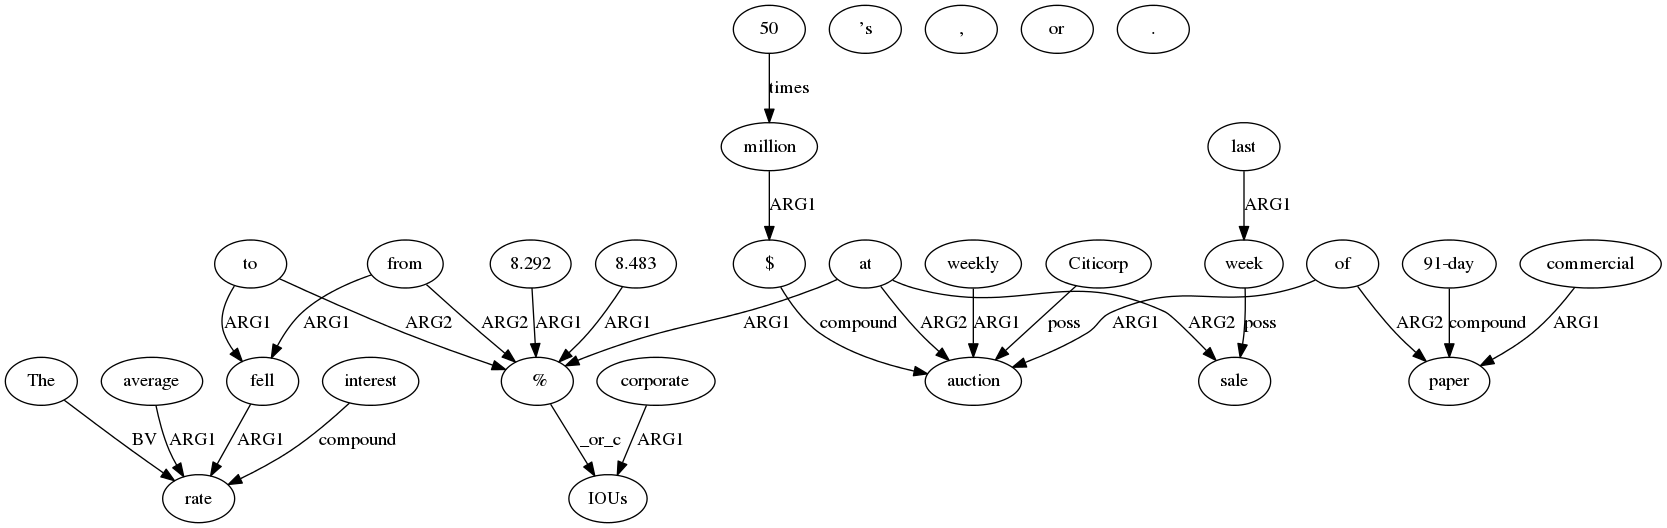 50 ’s , or .
times
million last
ARG1 ARG1
to from 8.292 8.483 $ at weekly Citicorp week of 91-day commercial
ARG1 ARG1 ARG2 ARG2 ARG1 ARG1 ARG1 compound ARG2 ARG1 poss ARG1 ARG2 poss ARG2 compound ARG1
The average fell interest % corporate auction sale paper
BV ARG1 ARG1 compound _or_c ARG1
rate IOUs